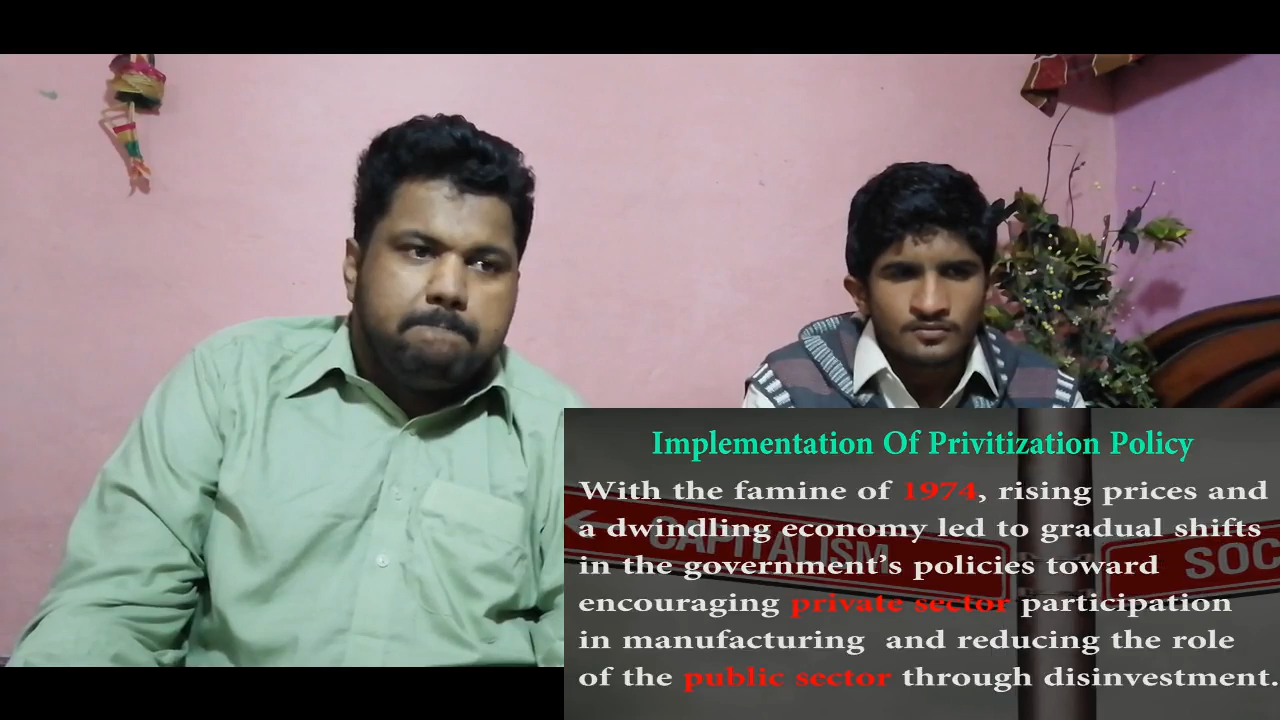 Implementation Of Privitization Policy
With the famine of 1974, rising prices and
a dwindling economy led to gradual shifts
in the government’s policies toward
encouraging private sector participation
in manufacturing and reducing the role
of the public sector through disinvestment.
CAPITALISM
SOC